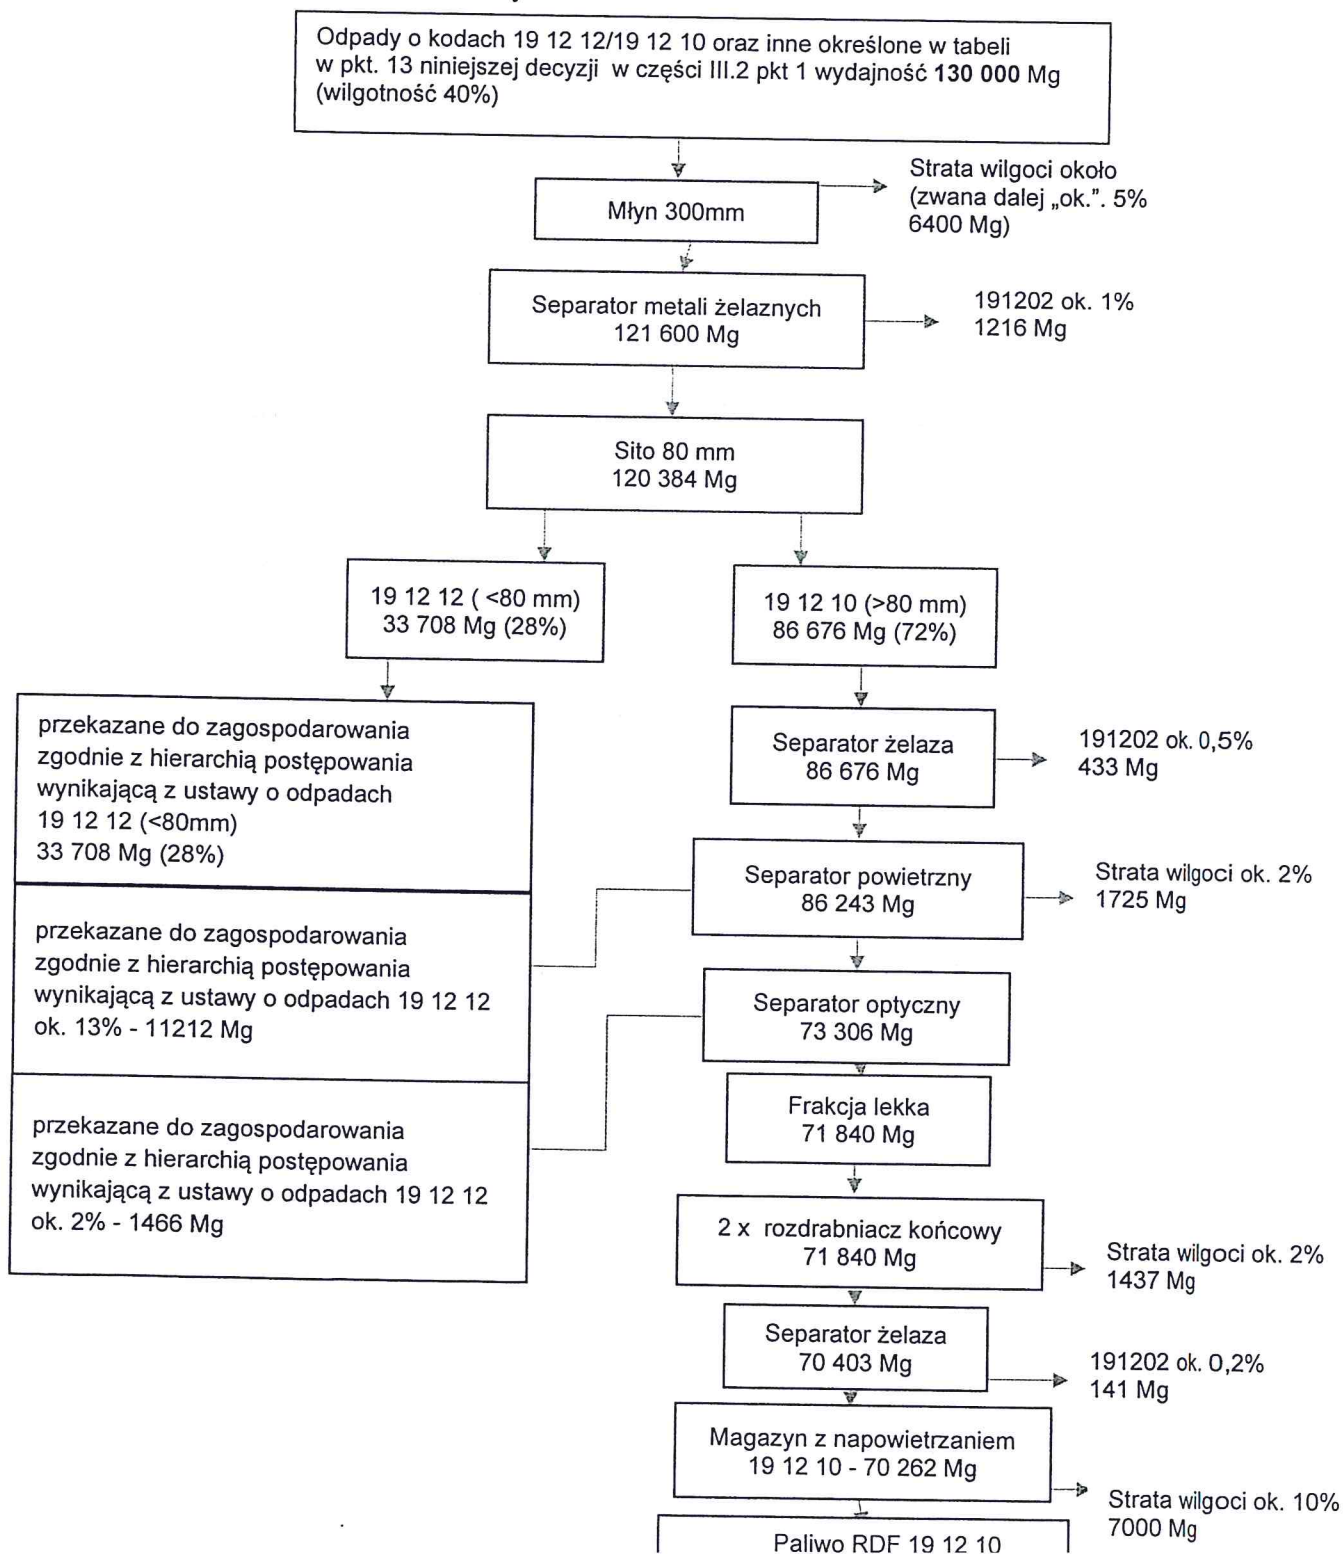 Odpady o kodach 19 12 12/19 12 10 oraz inne określone w tabeli
w pkt. 13 niniejszej decyzji w części III.2 pkt 1 wydajność 130 000 Mg
(wilgotność 40%)
Młyn 300mm
Strata wilgoci około
(zwana dalej „ok.”. 5%
6400 Mg)
Separator metali żelaznych
121 600 Mg
191202 ok. 1%
1216 Mg
Sito 80 mm
120 384 Mg
19 12 12 ( <80 mm)
33 708 Mg (28%)
19 12 10 (>80 mm)
86 676 Mg (72%)
przekazane do zagospodarowania
zgodnie z hierarchią postępowania
wynikającą z ustawy o odpadach
19 12 12 (<80mm)
33 708 Mg (28%)
Separator żelaza
86 676 Mg
191202 ok. 0,5%
433 Mg
Separator powietrzny
86 243 Mg
Strata wilgoci ok. 2%
1725 Mg
przekazane do zagospodarowania
zgodnie z hierarchią postępowania
wynikającą z ustawy o odpadach 19 12 12
ok. 13% - 11212 Mg
Separator optyczny
73 306 Mg
Frakcja lekka
71 840 Mg
przekazane do zagospodarowania
zgodnie z hierarchią postępowania
wynikającą z ustawy o odpadach 19 12 12
ok. 2% - 1466 Mg
2 x rozdrabniacz końcowy
71 840 Mg
Strata wilgoci ok. 2%
1437 Mg
Separator żelaza
70 403 Mg
191202 ok. 0,2%
141 Mg
Magazyn z napowietrzaniem
19 12 10 - 70 262 Mg
Strata wilgoci ok. 10%
7000 Mg
Paliwo RDF 19 12 10